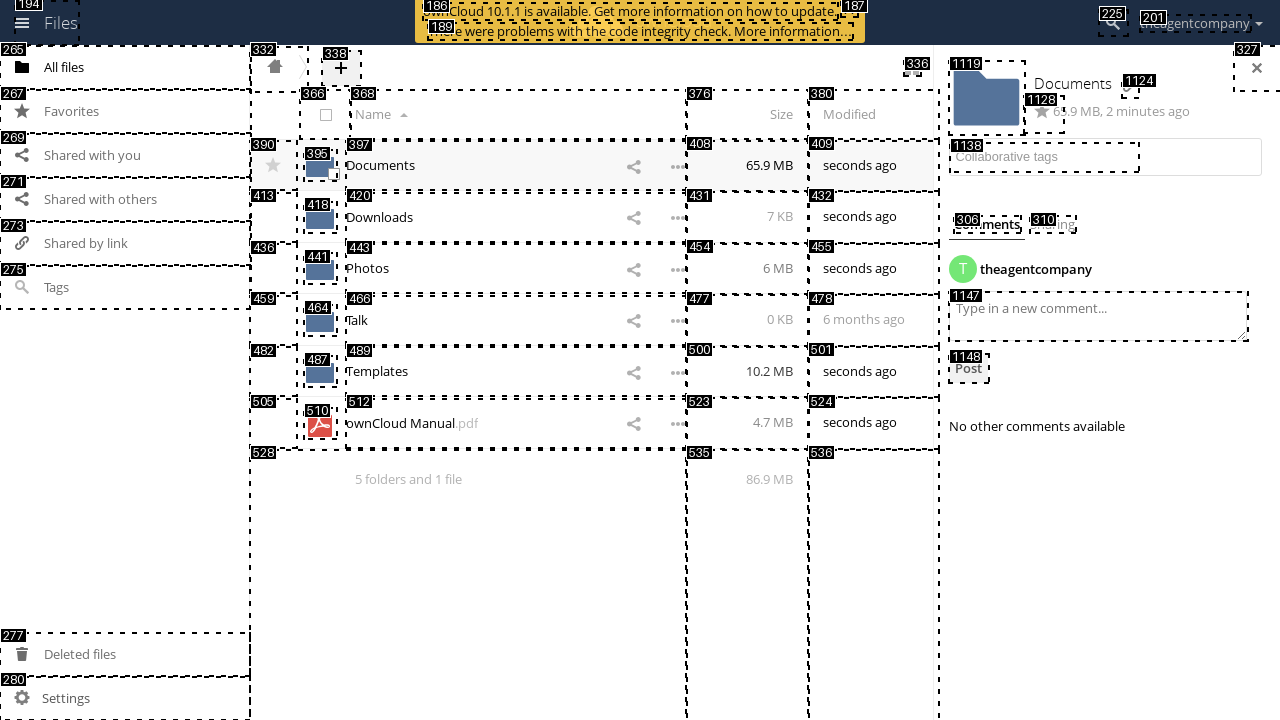 194
Files
186
ownCloud 10.1.1 is available. Get more information on how to update.
187
189
were problems with the code integrity check. More information...
225
201
theagentcompany
265
All files
267
Favorites
269
Shared with you
271
Shared with others
273
Shared by link
275
Tags
277
Deleted files
280
Settings
332
338
+
336
327
366
368
Name
376
Size
380
Modified
390
395
397
Documents
408
65.9 MB
409
seconds ago
413
418
420
Downloads
431
7 KB
432
seconds ago
436
441
443
Photos
454
6 MB
455
seconds ago
459
464
466
Talk
477
0 KB
478
6 months ago
482
487
489
Templates
500
10.2 MB
501
seconds ago
505
510
512
ownCloud Manual.pdf
523
4.7 MB
524
seconds ago
528
535
536
5 folders and 1 file
86.9 MB
1119
Documents
1124
1128
65.9 MB, 2 minutes ago
1138
Collaborative tags
306
Comments
310
Sharing
T
theagentcompany
1147
Type in a new comment...
1148
Post
No other comments available